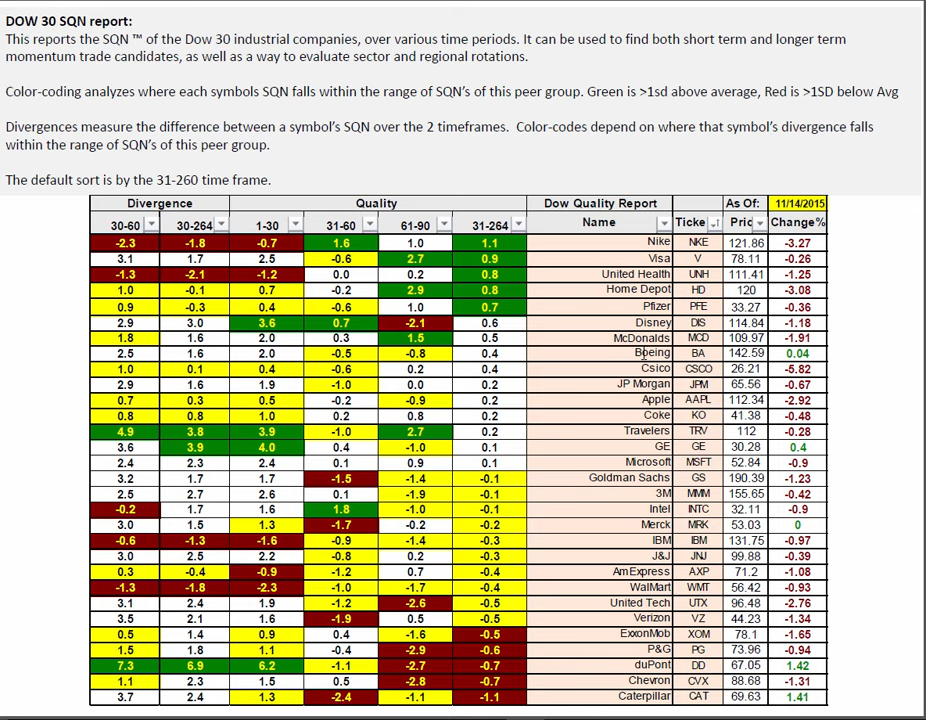 DOW 30 SQN report:
This reports the SQN ™ of the Dow 30 industrial companies, over various time periods. It can be used to find both short term and longer term
momentum trade candidates, as well as a way to evaluate sector and regional rotations.
Color-coding analyzes where each symbols SQN falls within the range of SQN's of this peer group. Green is >1sd above average, Red is >1SD below Avg
Divergences measure the difference between a symbol's SQN over the 2 timeframes. Color-codes depend on where that symbol's divergence falls
within the range of SQN's of this peer group.
The default sort is by the 31-260 time frame.
Divergence Quality Dow Quality Report As Of: 11/14/2015
30-60 30-264 1-30 31-60 61-90 31-264 Name Ticke Pric Change%
-2.3 -1.8 -0.7 1.6 1.0 1.1 Nike NKE 121.86 -3.27
3.1 1.7 2.5 -0.6 2.7 0.9 Visa V 78.11 -0.26
-1.3 -2.1 -1.2 0.0 0.2 0.8 United Health UNH 111.41 -1.25
1.0 -0.1 0.7 -0.2 2.9 0.8 Home Depot HD 120 -3.08
0.9 -0.3 0.4 -0.6 1.0 0.7 Pfizer PFE 33.27 -0.36
2.9 3.0 3.6 0.7 -2.1 0.6 Disney DIS 114.84 -1.18
1.8 1.6 2.0 0.3 1.5 0.5 McDonalds MCD 109.97 -1.91
2.5 1.6 2.0 -0.5 -0.8 0.4 Boeing BA 142.59 0.04
1.0 0.1 0.4 -0.6 0.2 0.4 Csico CSCO 26.21 -5.82
2.9 1.6 1.9 -1.0 0.0 0.2 JP Morgan JPM 65.56 -0.67
0.7 0.3 0.5 -0.2 -0.9 0.2 Apple AAPL 112.34 -2.92
0.8 0.8 1.0 0.2 0.8 0.2 Coke KO 41.38 -0.48
4.9 3.8 3.9 -1.0 2.7 0.2 Travelers TRV 112 -0.28
3.6 3.9 4.0 0.4 -1.0 0.1 GE GE 30.28 0.4
2.4 2.3 2.4 0.1 0.9 0.1 Microsoft MSFT 52.84 -0.9
3.2 1.7 1.7 -1.5 -1.4 -0.1 Goldman Sachs GS 190.39 -1.23
2.5 2.7 2.6 0.1 -1.9 -0.1 3M MMM 155.65 -0.42
-0.2 1.7 1.6 1.8 -1.0 -0.1 Intel INTC 32.11 -0.9
3.0 1.5 1.3 -1.7 -0.2 -0.2 Merck MRK 53.03 0
-0.6 -1.3 -1.6 -0.9 -1.4 -0.3 IBM IBM 131.75 -0.97
3.0 2.5 2.2 -0.8 0.2 -0.3 J&J JNJ 99.88 -0.39
0.3 -0.4 -0.9 -1.2 0.7 -0.4 AmExpress AXP 71.2 -1.08
-1.3 -1.8 -2.3 -1.0 -1.7 -0.4 WalMart WMT 56.42 -0.93
3.1 2.4 1.9 -1.2 -2.6 -0.5 United Tech UTX 96.48 -2.76
3.5 2.1 1.6 -1.9 0.5 -0.5 Verizon VZ 44.23 -1.34
0.5 1.4 0.9 0.4 -1.6 -0.5 ExxonMob XOM 78.1 -1.65
1.5 1.8 1.1 -0.4 -2.9 -0.6 P&G PG 73.96 -0.94
7.3 6.9 6.2 -1.1 -2.7 -0.7 duPont DD 67.05 1.42
1.1 2.3 1.5 0.5 -2.8 -0.7 Chevron CVX 88.68 -1.31
3.7 2.4 1.3 -2.4 -1.1 -1.1 Caterpillar CAT 69.63 1.41